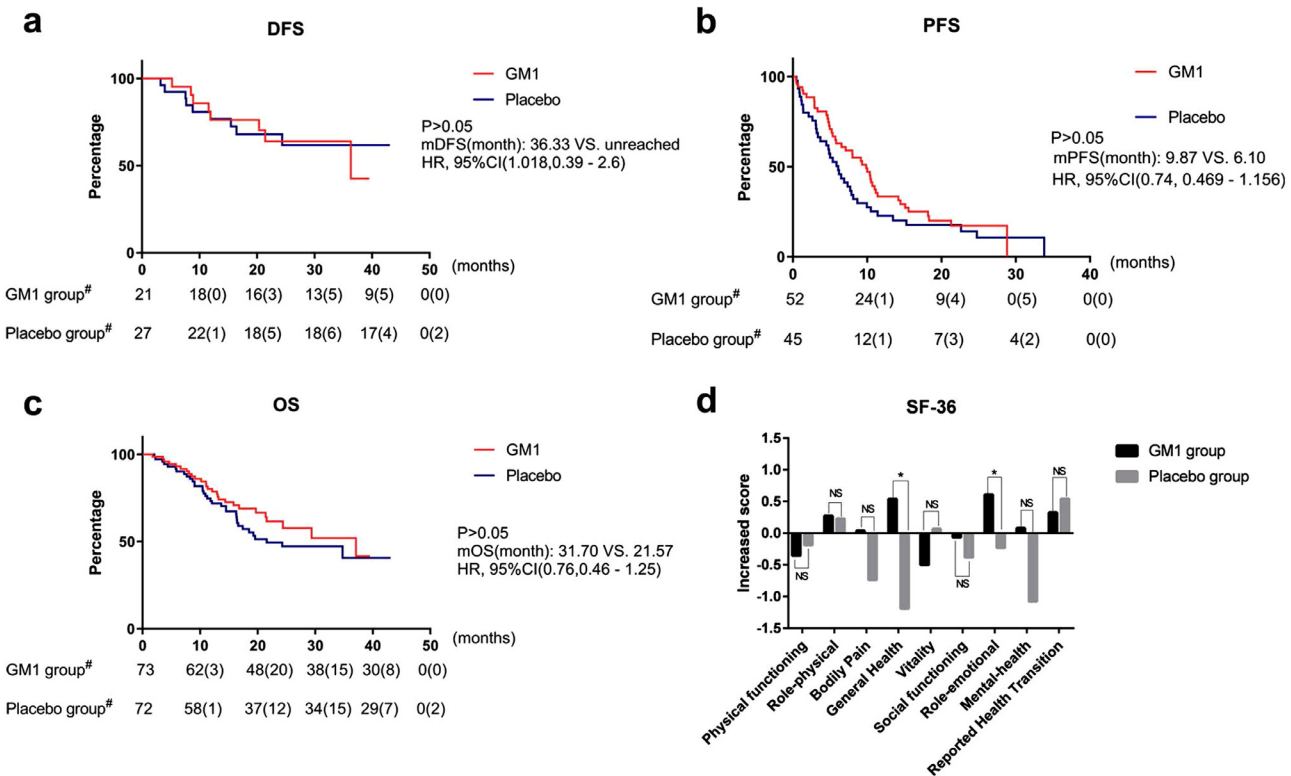 a
DFS
100
50
0
Percentage
0 10 20 30 40 50 (months)
GM1
Placebo
P>0.05
mDFS(month): 36.33 VS. unreached
HR, 95%CI(1.018,0.39 - 2.6)
GM1 group# 21 18(0) 16(3) 13(5) 9(5) 0(0)
Placebo group# 27 22(1) 18(5) 18(6) 17(4) 0(2)
b
PFS
100
50
0
Percentage
0 10 20 30 40 (months)
GM1
Placebo
P>0.05
mPFS(month): 9.87 VS. 6.10
HR, 95%CI(0.74, 0.469 - 1.156)
GM1 group# 52 24(1) 9(4) 0(5) 0(0)
Placebo group# 45 12(1) 7(3) 4(2) 0(0)
c
OS
100
50
0
Percentage
0 10 20 30 40 50 (months)
GM1
Placebo
P>0.05
mOS(month): 31.70 VS. 21.57
HR, 95%CI(0.76,0.46 - 1.25)
GM1 group# 73 62(3) 48(20) 38(15) 30(8) 0(0)
Placebo group# 72 58(1) 37(12) 34(15) 29(7) 0(2)
d
SF-36
1.5
1.0
0.5
0.0
-0.5
-1.0
-1.5
Increased score
GM1 group
Placebo group
NS
NS
NS
*
NS
NS
*
NS
NS
Physical functioning
Role-physical
Bodily Pain
General Health
Vitality
Social functioning
Role-emotional
Mental-health
Reported Health Transition